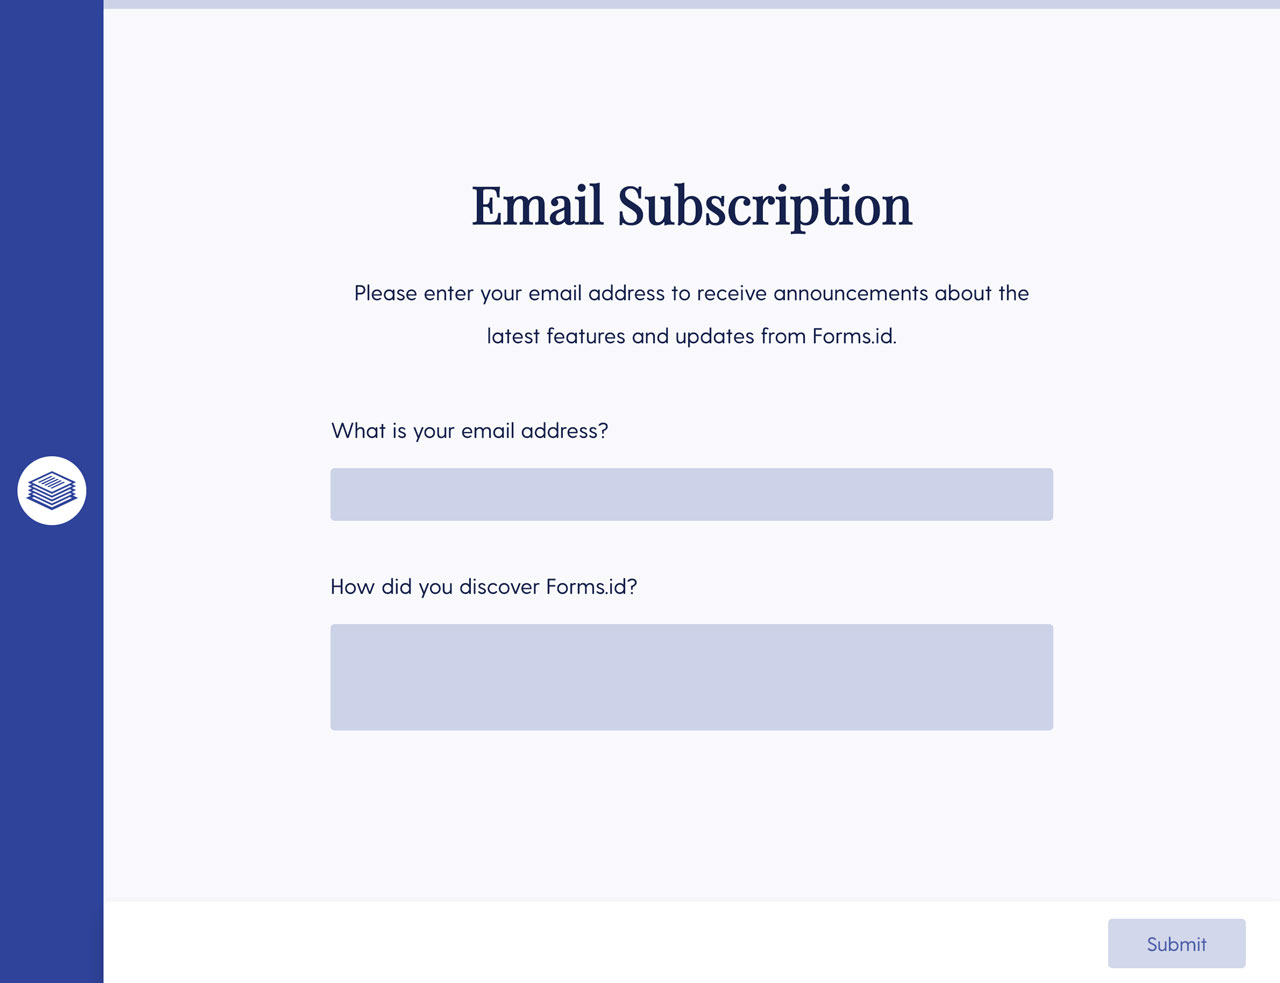 Email Subscription
Please enter your email address to receive announcements about the
latest features and updates from Forms.id.
What is your email address?
How did you discover Forms.id?
Submit